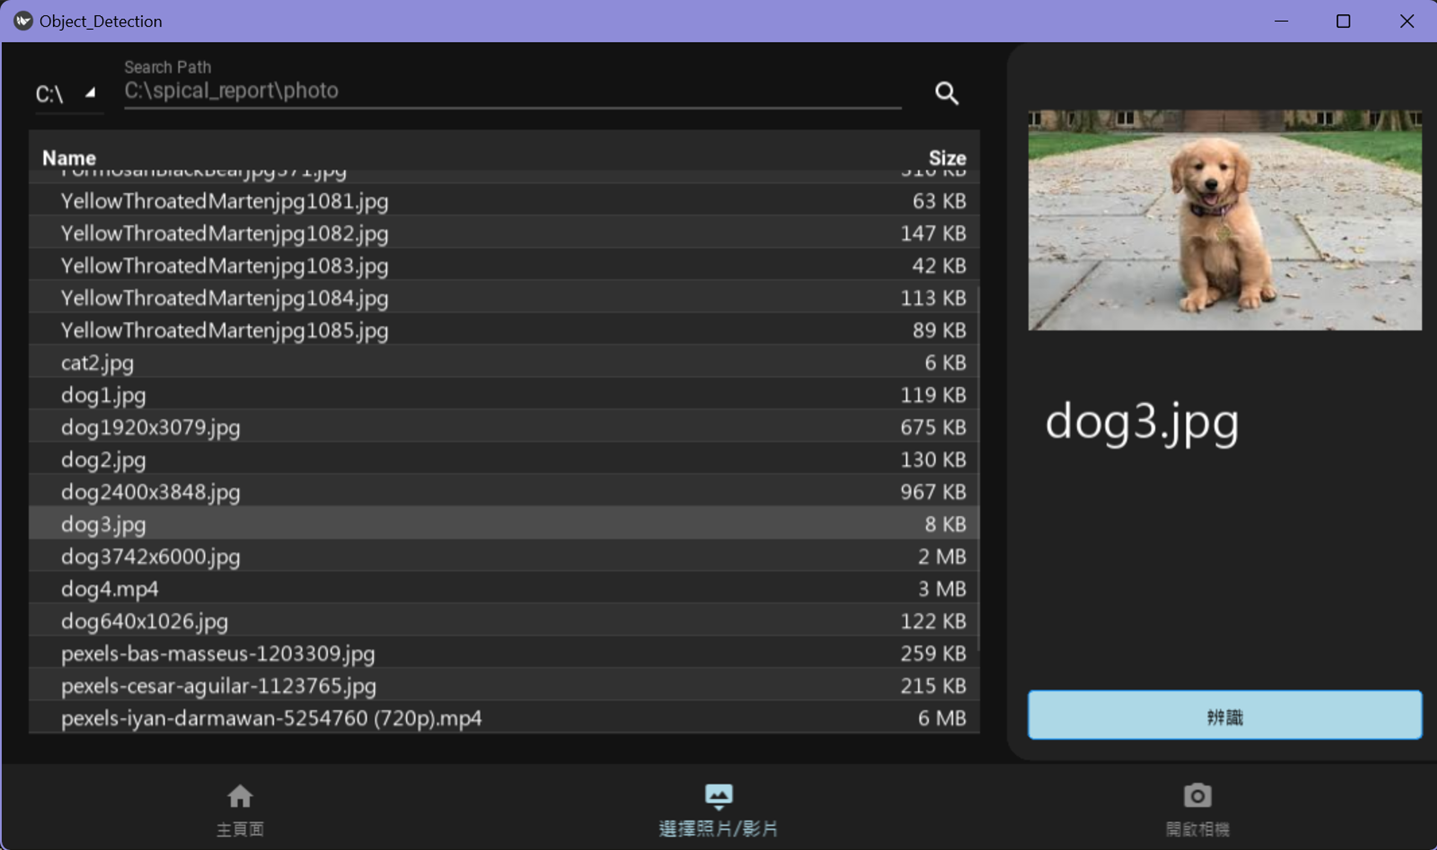 Object_Detection
Search Path
C:\
C:\spical_report\photo
Name Size
YellowThroatedMartenjpg1081.jpg 63 KB
YellowThroatedMartenjpg1082.jpg 147 KB
YellowThroatedMartenjpg1083.jpg 42 KB
YellowThroatedMartenjpg1084.jpg 113 KB
YellowThroatedMartenjpg1085.jpg 89 KB
cat2.jpg 6 KB
dog1.jpg 119 KB
dog1920x3079.jpg 675 KB
dog2.jpg 130 KB
dog2400x3848.jpg 967 KB
dog3.jpg 8 KB
dog3742x6000.jpg 2 MB
dog4.mp4 3 MB
dog640x1026.jpg 122 KB
pexels-bas-masseus-1203309.jpg 259 KB
pexels-cesar-aguilar-1123765.jpg 215 KB
pexels-iyan-darmawan-5254760 (720p).mp4 6 MB
dog3.jpg
辨識
主頁面
選擇照片/影片
開啟相機